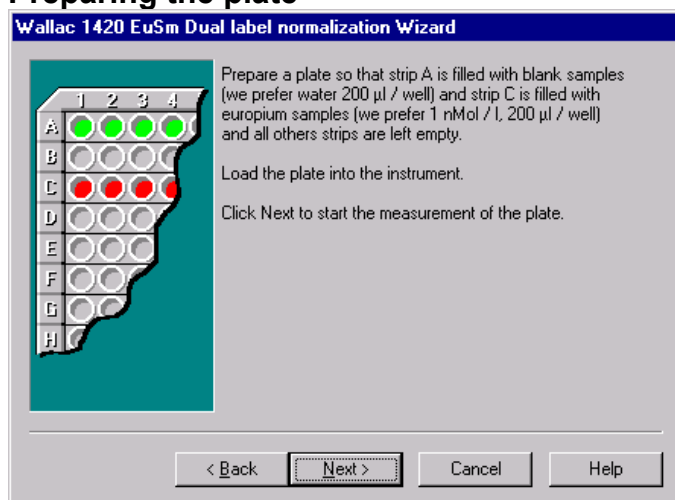 Preparing the plate
Wallac 1420 EuSm Dual label normalization Wizard
Prepare a plate so that strip A is filled with blank samples
(we prefer water 200 µl / well) and strip C is filled with
europium samples (we prefer 1 nMol / l, 200 µl / well)
and all others strips are left empty.
Load the plate into the instrument.
Click Next to start the measurement of the plate.
1 2 3 4
A
B
C
D
E
F
G
H
< Back Next > Cancel Help